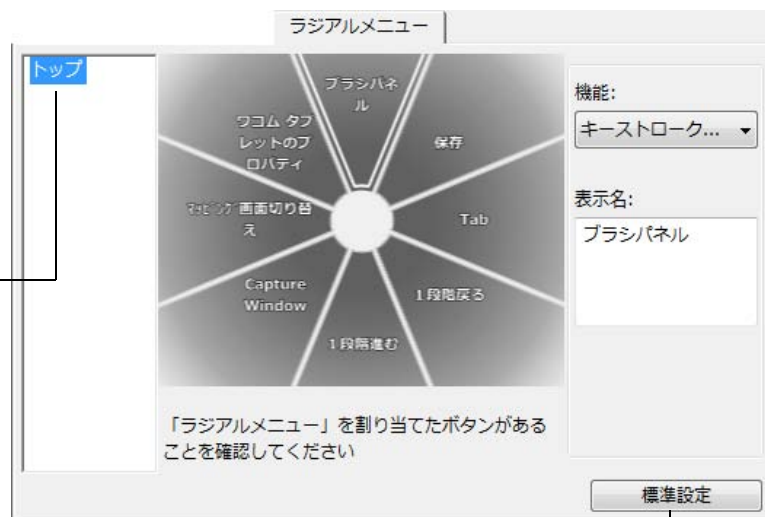 ラジアルメニュー
トップ
ブラシパネ
ル
保存
Tab
1段階戻る
1段階進む
Capture
Window
ﾏｯﾋﾟﾝｸﾞ画面切り替
え
ワコム タブ
レットのプ
ロパティ
機能:
キーストローク...
表示名:
ブラシパネル
「ラジアルメニュー」を割り当てたボタンがある
ことを確認してください
標準設定